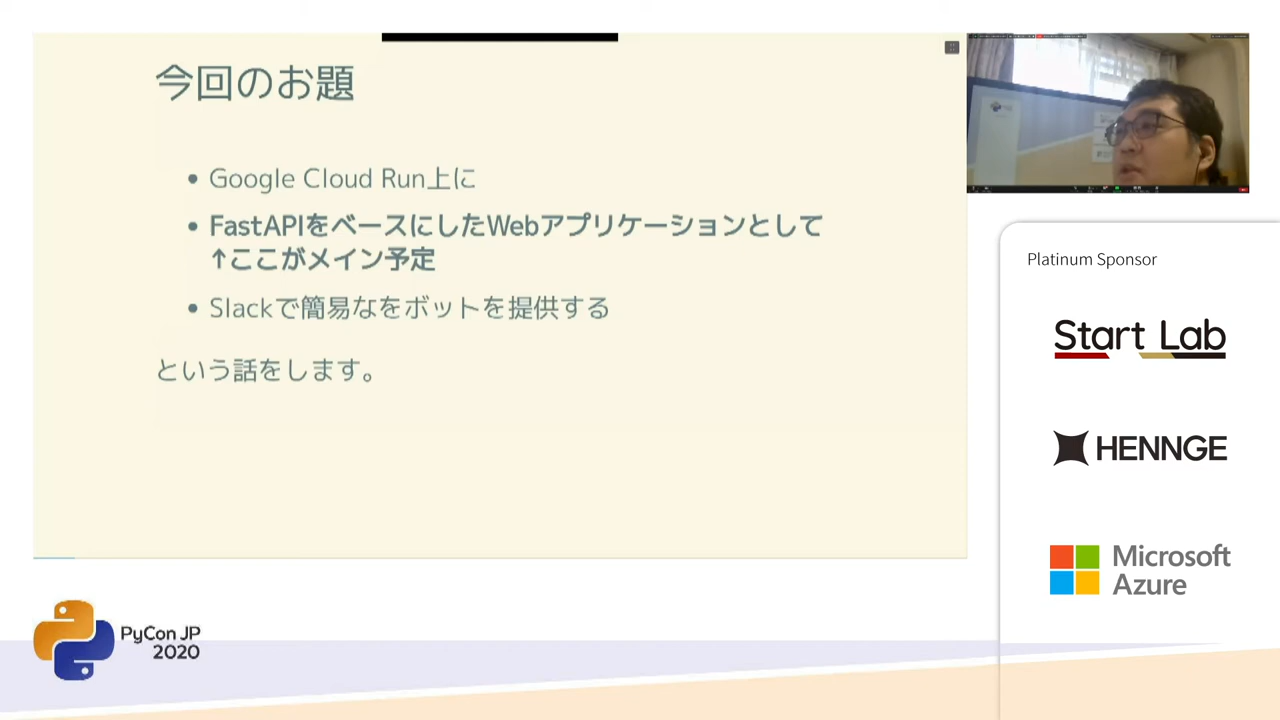 今回のお題
Google Cloud Run上に
FastAPIをベースにしたWebアプリケーションとして
↑ここがメイン予定
Slackで簡易なをボットを提供する
という話をします。
Platinum Sponsor
Start Lab
HENNGE
Microsoft
Azure
PyCon JP
2020